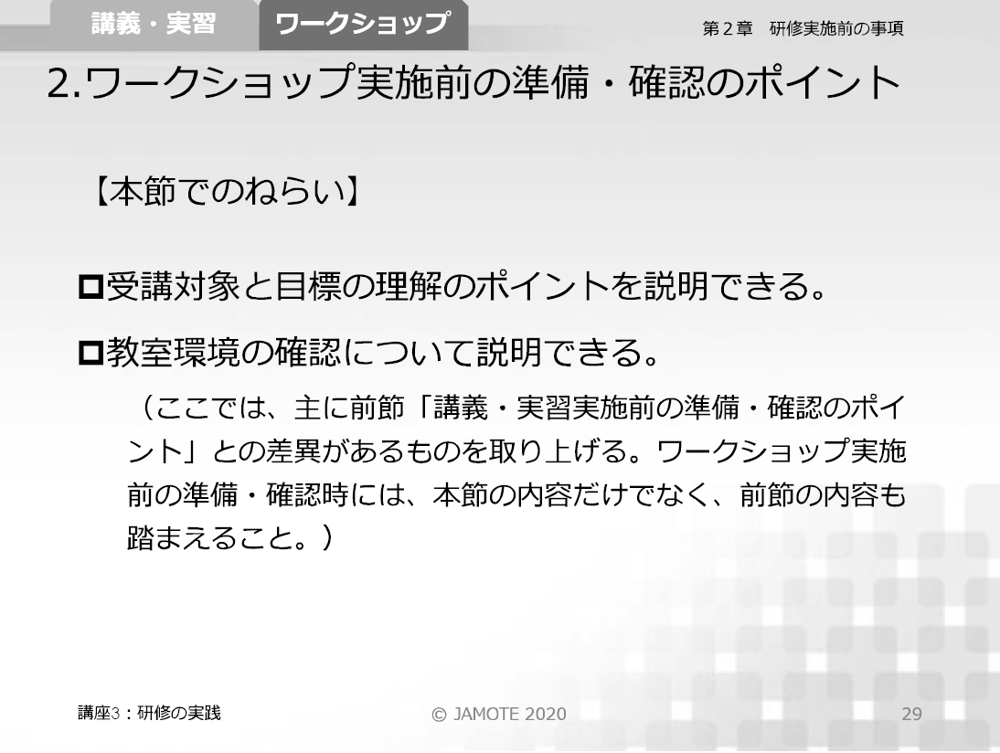 講義・実習
ワークショップ
第２章　研修実施前の事項
2.ワークショップ実施前の準備・確認のポイント
【本節でのねらい】
受講対象と目標の理解のポイントを説明できる。
教室環境の確認について説明できる。
（ここでは、主に前節「講義・実習実施前の準備・確認のポイ
ント」との差異があるものを取り上げる。ワークショップ実施
前の準備・確認時には、本節の内容だけでなく、前節の内容も
踏まえること。）
講座3：研修の実践
© JAMOTE 2020
29